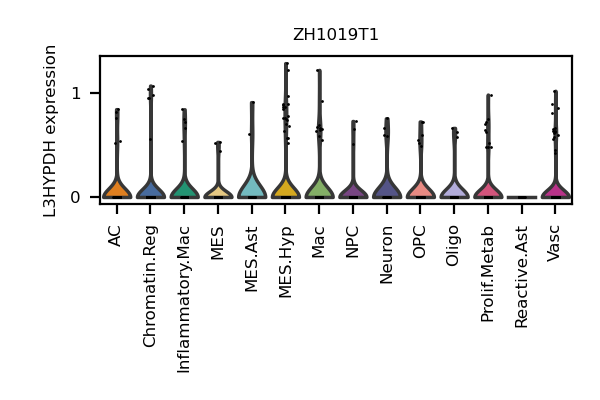 ZH1019T1
L3HYPDH expression
1
0
AC
Chromatin.Reg
Inflammatory.Mac
MES
MES.Ast
MES.Hyp
Mac
NPC
Neuron
OPC
Oligo
Prolif.Metab
Reactive.Ast
Vasc